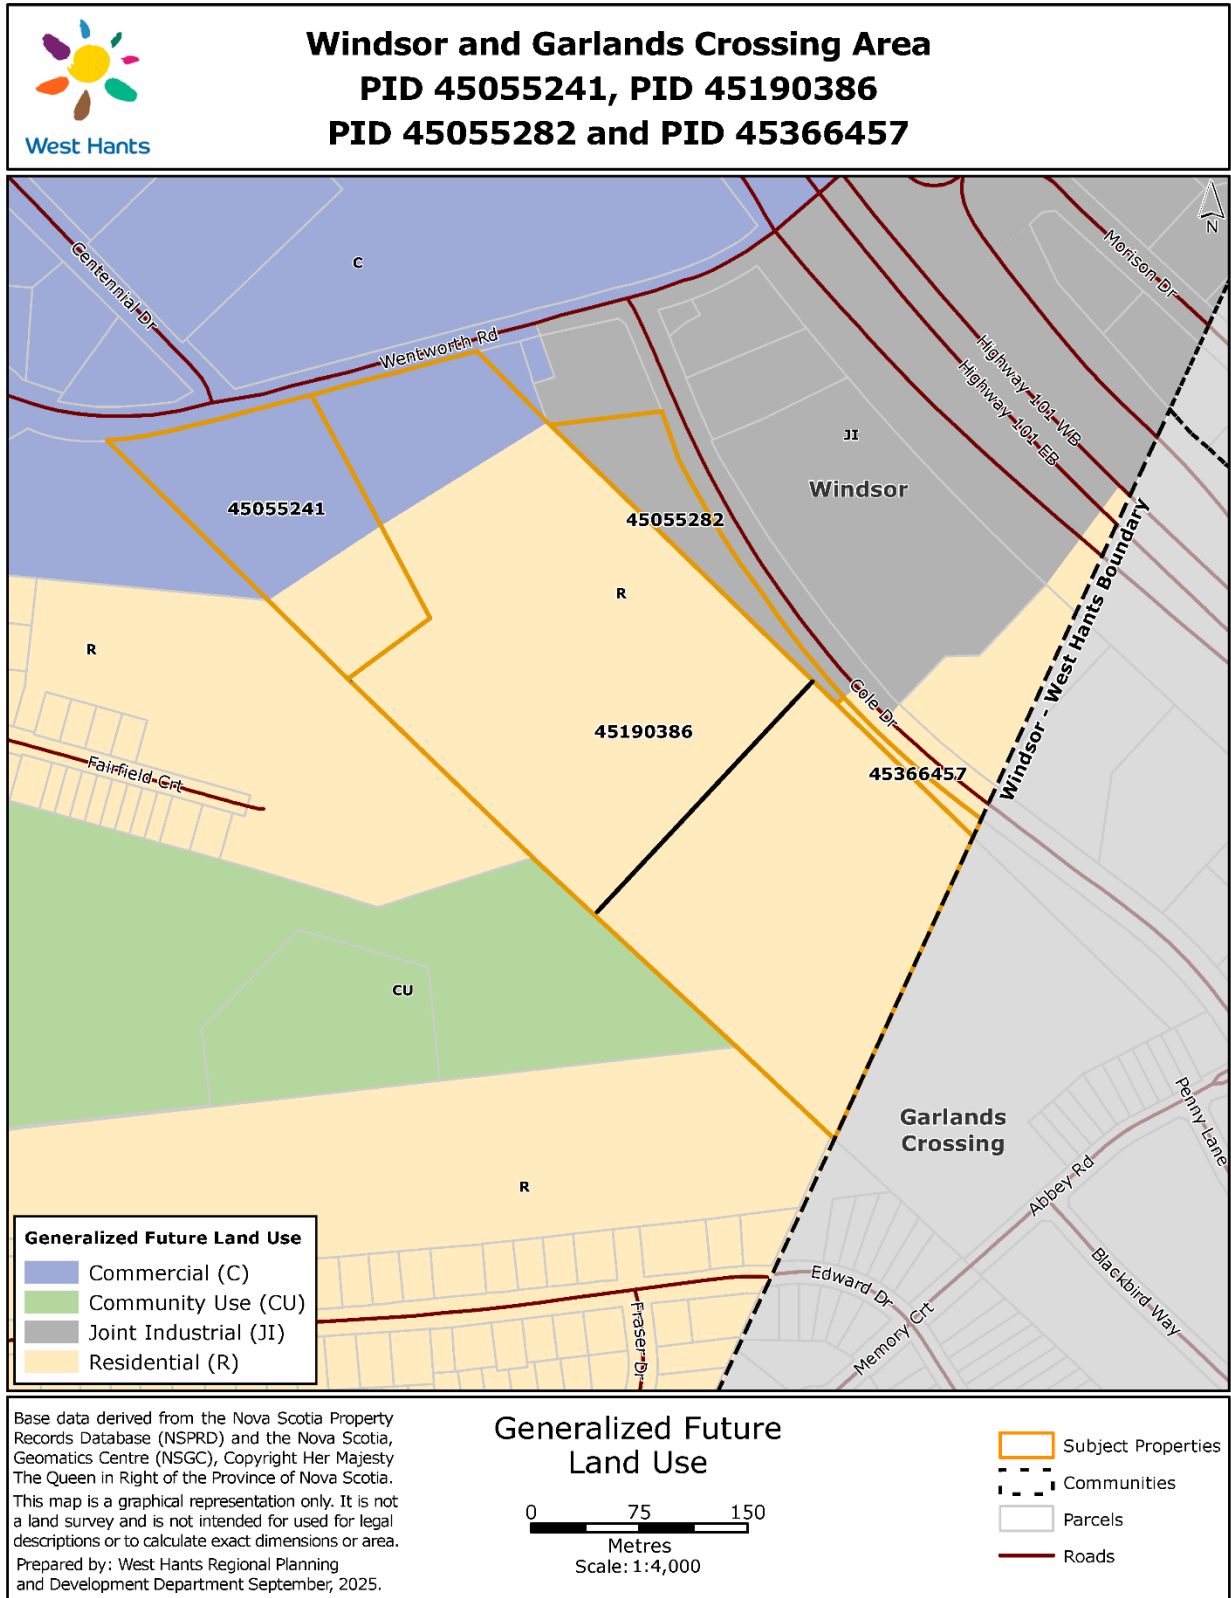 Windsor and Garlands Crossing Area
PID 45055241, PID 45190386
PID 45055282 and PID 45366457
West Hants
N
C
Centennial Dr
Wentworth Rd
Morison Dr
Highway 101 WB
Highway 101 EB
JI
Windsor
45055241
45055282
R
R
Windsor - West Hants Boundary
Cole Dr
45190386
45366457
Fairfield Crt
CU
Garlands
Crossing
Penny Lane
Abbey Rd
R
Blackbird Way
Edward Dr
Memory Crt
Fraser Dr
Generalized Future Land Use
Commercial (C)
Community Use (CU)
Joint Industrial (JI)
Residential (R)
Base data derived from the Nova Scotia Property
Records Database (NSPRD) and the Nova Scotia,
Geomatics Centre (NSGC), Copyright Her Majesty
The Queen in Right of the Province of Nova Scotia.
This map is a graphical representation only. It is not
a land survey and is not intended for used for legal
descriptions or to calculate exact dimensions or area.
Prepared by: West Hants Regional Planning
and Development Department September, 2025.
Generalized Future
Land Use
0 75 150
Metres
Scale: 1:4,000
Subject Properties
Communities
Parcels
Roads